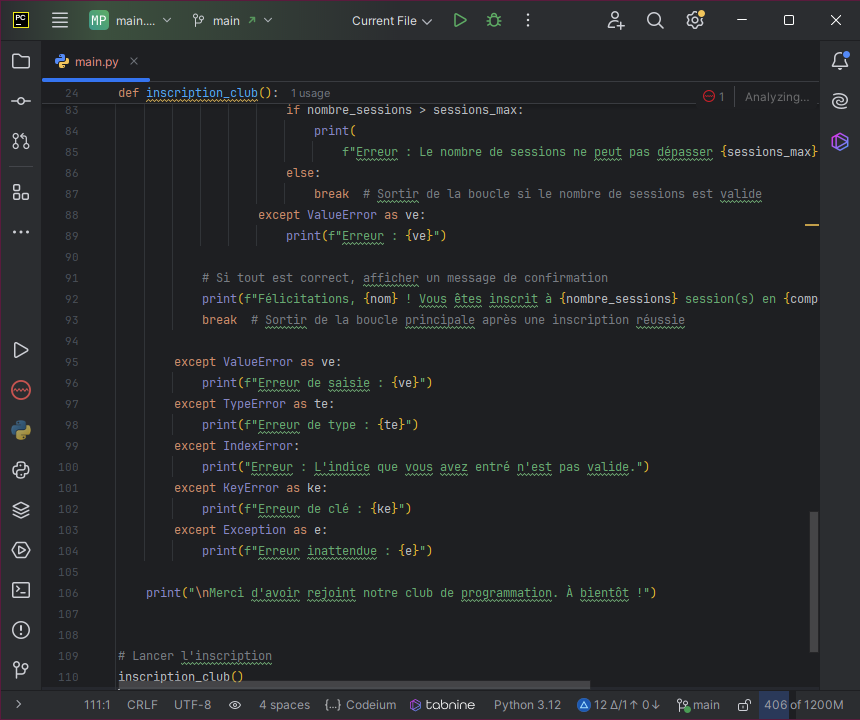 PC
MP main.... main Current File
main.py
24 def inscription_club(): 1 usage
1 Analyzing...
83 if nombre_sessions > sessions_max:
84 print(
85 f"Erreur : Le nombre de sessions ne peut pas dépasser {sessions_max}
86 else:
87 break # Sortir de la boucle si le nombre de sessions est valide
88 except ValueError as ve:
89 print(f"Erreur : {ve}")
90
91 # Si tout est correct, afficher un message de confirmation
92 print(f"Félicitations, {nom} ! Vous êtes inscrit à {nombre_sessions} session(s) en {comp
93 break # Sortir de la boucle principale après une inscription réussie
94
95 except ValueError as ve:
96 print(f"Erreur de saisie : {ve}")
97 except TypeError as te:
98 print(f"Erreur de type : {te}")
99 except IndexError:
100 print("Erreur : L'indice que vous avez entré n'est pas valide.")
101 except KeyError as ke:
102 print(f"Erreur de clé : {ke}")
103 except Exception as e:
104 print(f"Erreur inattendue : {e}")
105
106 print("\nMerci d'avoir rejoint notre club de programmation. À bientôt !")
107
108
109 # Lancer l'inscription
110 inscription_club()
111:1 CRLF UTF-8 4 spaces {...} Codeium tabnine Python 3.12 12 Δ/1↑ 0↓ main 406 of 1200M